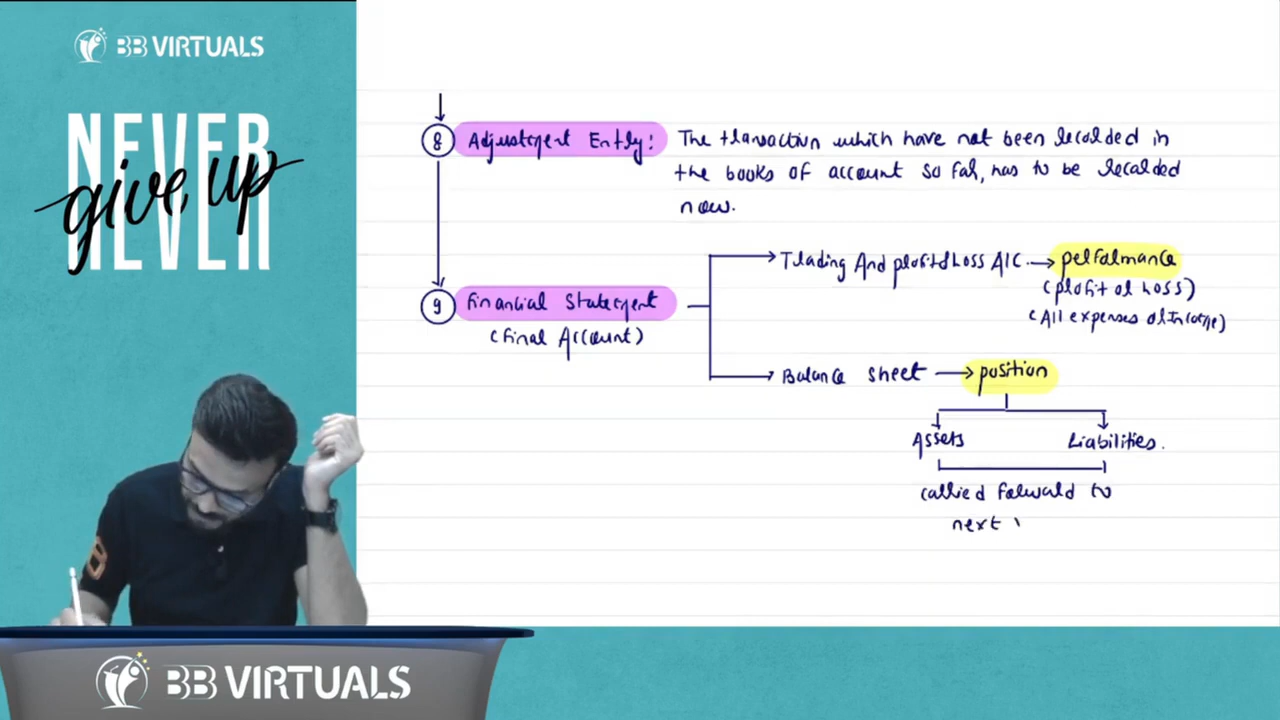 BB VIRTUALS
NEVER
give up
NEVER
8 Adjustment Entry: The transaction which have not been recorded in
the books of account so far, has to be recorded
now.
9 Financial Statement
(Final Account)
Trading And profit & Loss A/C. → performance
(profit or Loss)
(All expenses or Income)
Balance sheet → position
Assets
Liabilities.
carried forward to
next
BB VIRTUALS